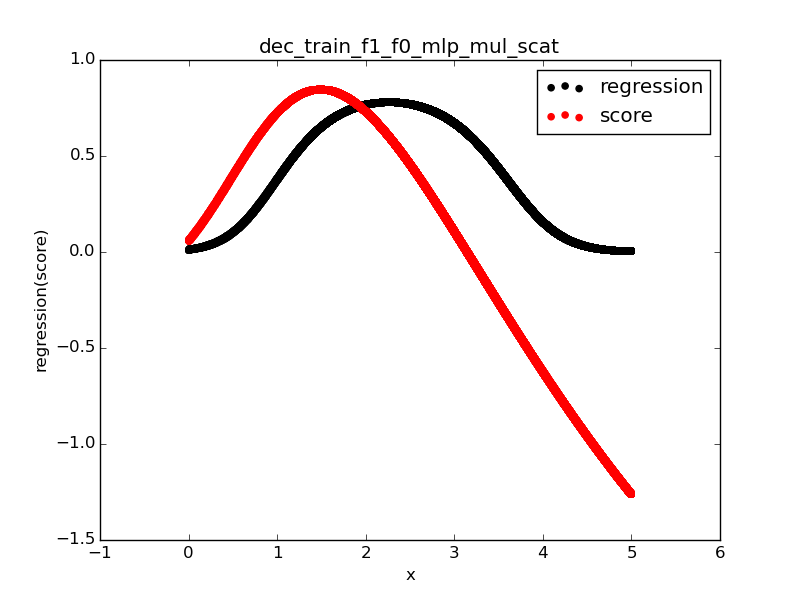 dec_train_f1_f0_mlp_mul_scat
regression
score
regression(score)
1.0
0.5
0.0
−0.5
−1.0
−1.5
−1 0 1 2 3 4 5 6
x